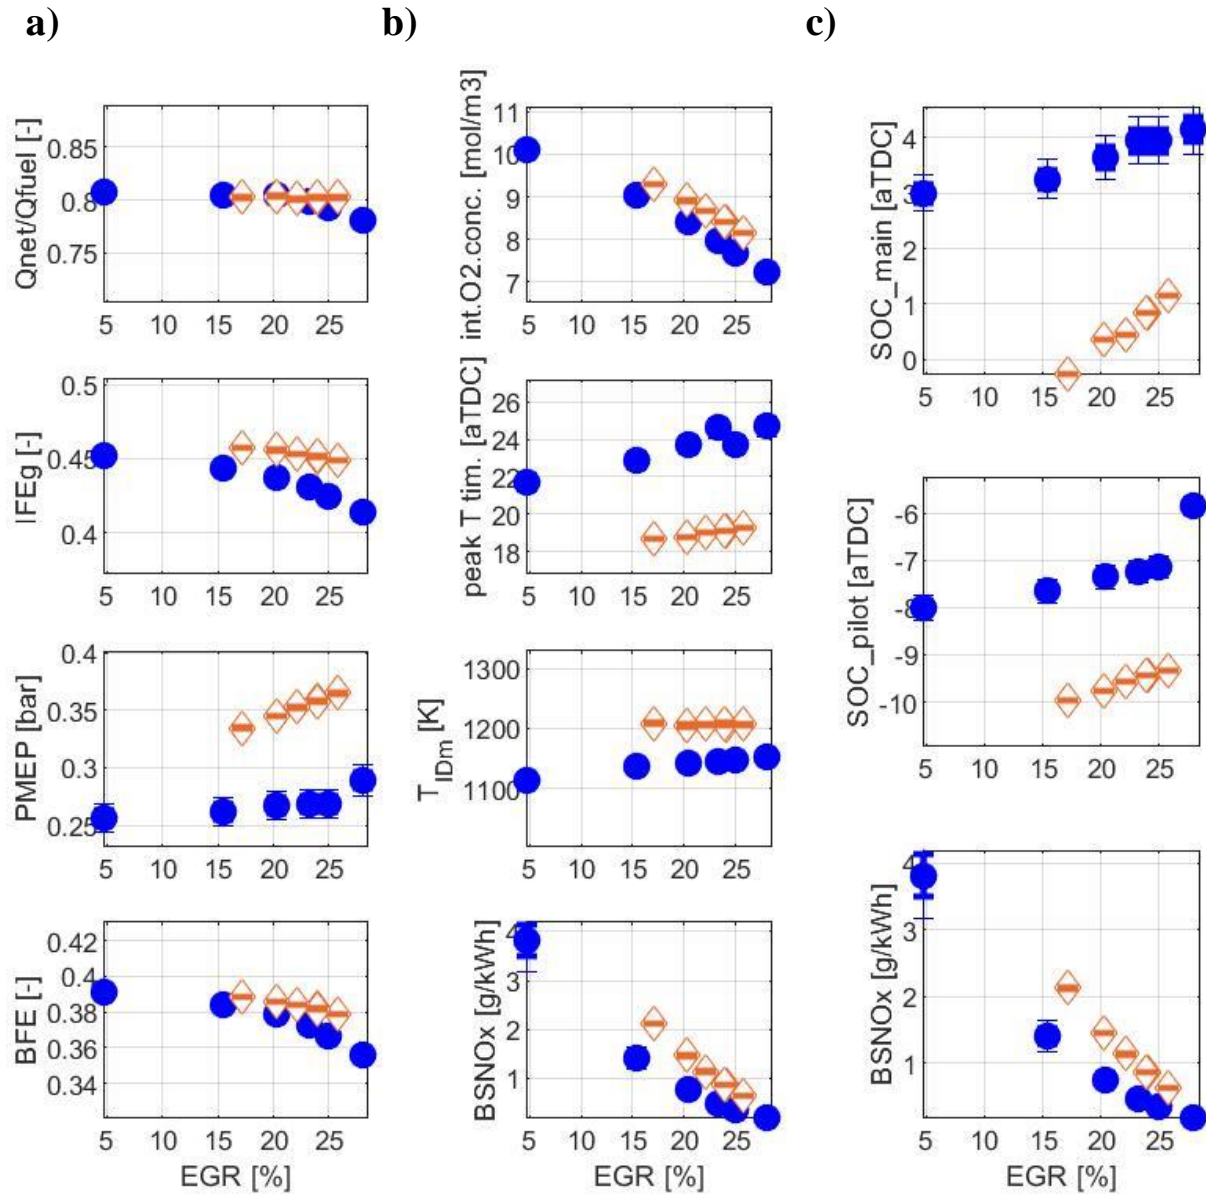 a)
b)
c)
Qnet/Qfuel [-]
0.85
0.8
0.75
5 10 15 20 25
IFEg [-]
0.5
0.45
0.4
5 10 15 20 25
PMEP [bar]
0.4
0.35
0.3
0.25
5 10 15 20 25
BFE [-]
0.42
0.4
0.38
0.36
0.34
5 10 15 20 25
EGR [%]
int.O2.conc. [mol/m3]
11
10
9
8
7
5 10 15 20 25
peak T tim. [aTDC]
26
24
22
20
18
5 10 15 20 25
T_IDm [K]
1300
1200
1100
5 10 15 20 25
BSNOx [g/kWh]
4
3
2
1
5 10 15 20 25
EGR [%]
SOC_main [aTDC]
4
3
1
0
5 10 15 20 25
SOC_pilot [aTDC]
-6
-7
-8
-9
-10
5 10 15 20 25
BSNOx [g/kWh]
4
3
2
1
5 10 15 20 25
EGR [%]